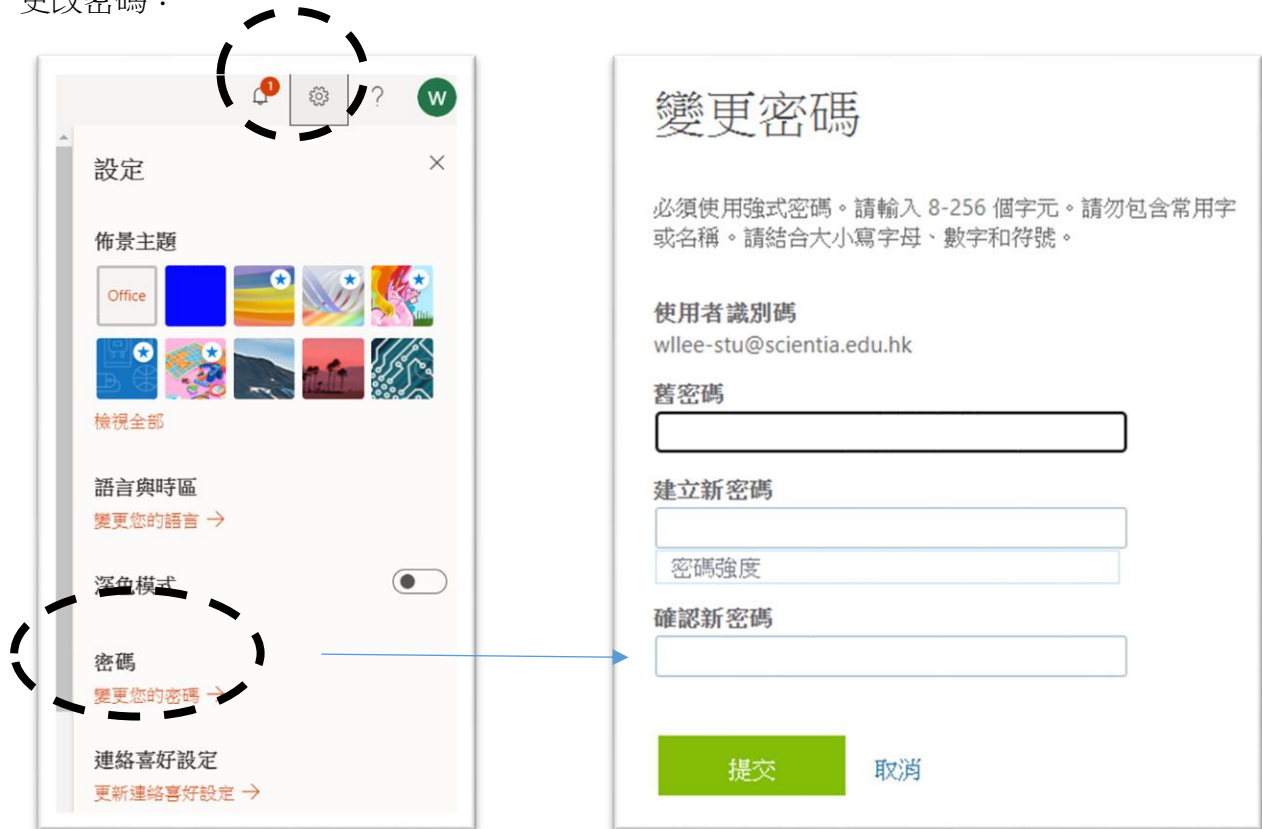 更改密碼：
1
?
W
設定
佈景主題
Office
檢視全部
語言與時區
變更您的語言 →
深色模式
密碼
變更您的密碼 →
連絡喜好設定
更新連絡喜好設定 →
變更密碼
必須使用強式密碼。請輸入 8-256 個字元。請勿包含常用字
或名稱。請結合大小寫字母、數字和符號。
使用者識別碼
wllee-stu@scientia.edu.hk
舊密碼
建立新密碼
密碼強度
確認新密碼
提交
取消